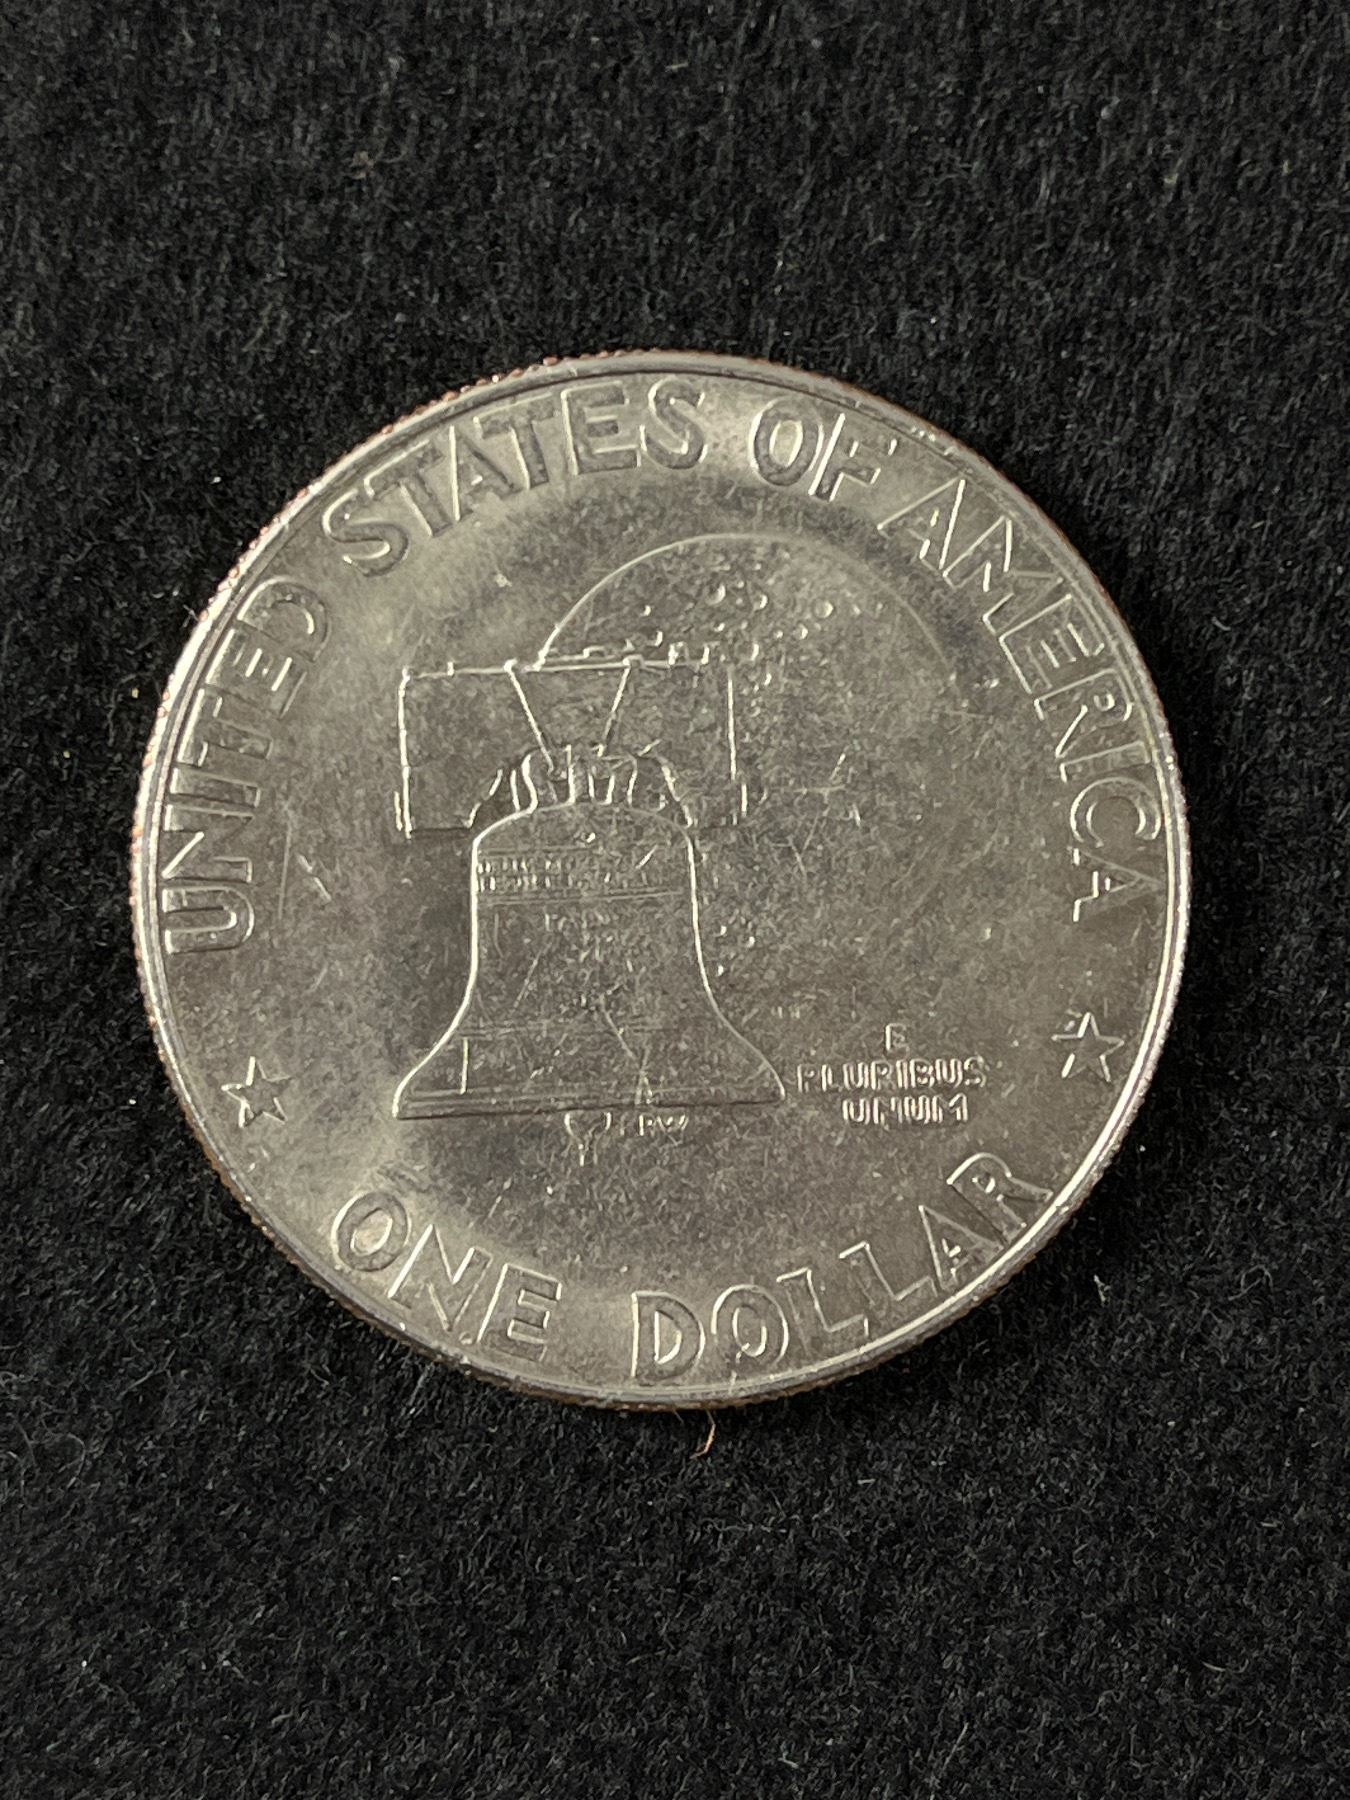 UNITED STATES OF AMERICA
E
PLURIBUS
UNUM
ONE DOLLAR